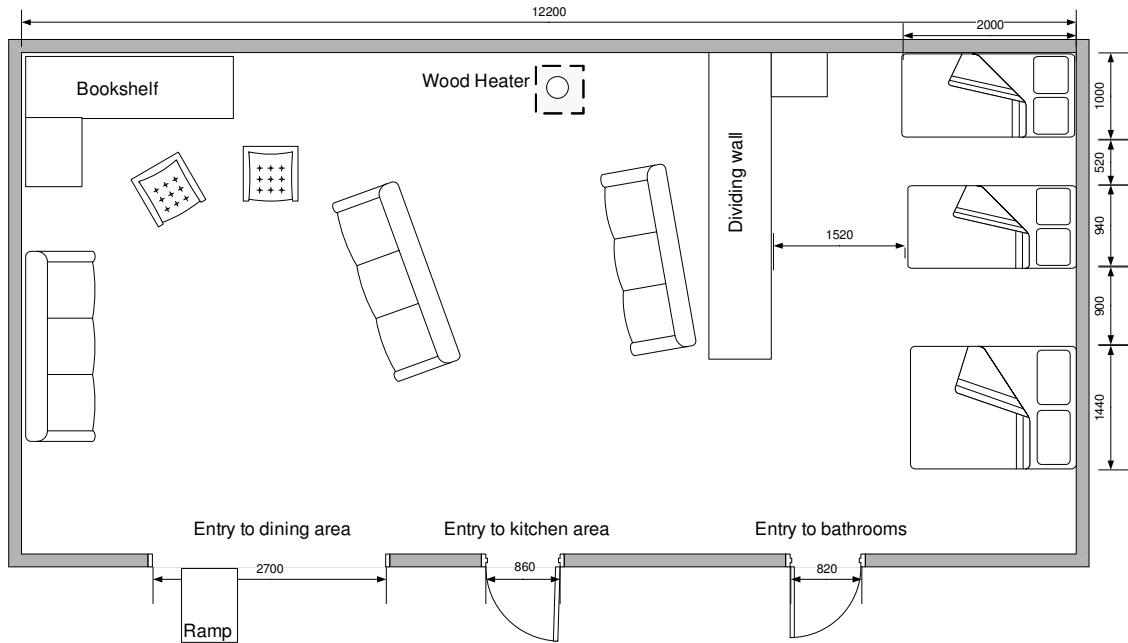 12200
2000
Bookshelf
Wood Heater
1000
520
Dividing wall
940
1520
900
1440
Entry to dining area
Entry to kitchen area
Entry to bathrooms
2700
860
820
Ramp